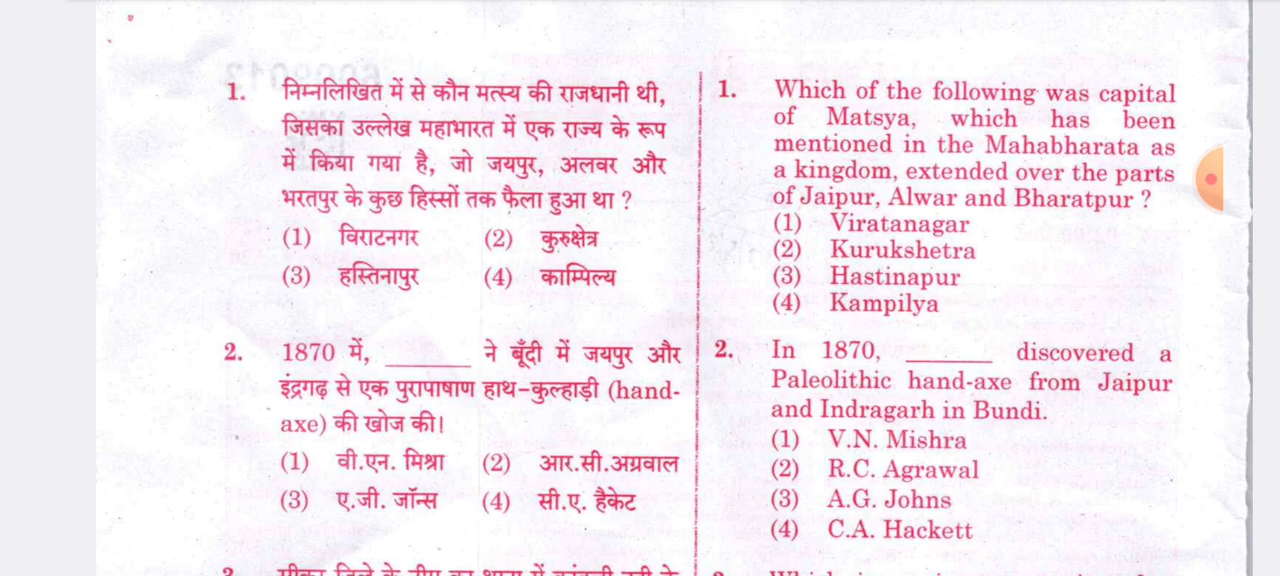 1. निम्नलिखित में से कौन मत्स्य की राजधानी थी,
जिसका उल्लेख महाभारत में एक राज्य के रूप
में किया गया है, जो जयपुर, अलवर और
भरतपुर के कुछ हिस्सों तक फैला हुआ था ?
(1) विराटनगर (2) कुरुक्षेत्र
(3) हस्तिनापुर (4) काम्पिल्य
2. 1870 में, ________ ने बूँदी में जयपुर और
इंद्रगढ़ से एक पुरापाषाण हाथ-कुल्हाड़ी (hand-
axe) की खोज की।
(1) वी.एन. मिश्रा (2) आर.सी.अग्रवाल
(3) ए.जी. जॉन्स (4) सी.ए. हैकेट
1. Which of the following was capital
of Matsya, which has been
mentioned in the Mahabharata as
a kingdom, extended over the parts
of Jaipur, Alwar and Bharatpur ?
(1) Viratanagar
(2) Kurukshetra
(3) Hastinapur
(4) Kampilya
2. In 1870, ________ discovered a
Paleolithic hand-axe from Jaipur
and Indragarh in Bundi.
(1) V.N. Mishra
(2) R.C. Agrawal
(3) A.G. Johns
(4) C.A. Hackett